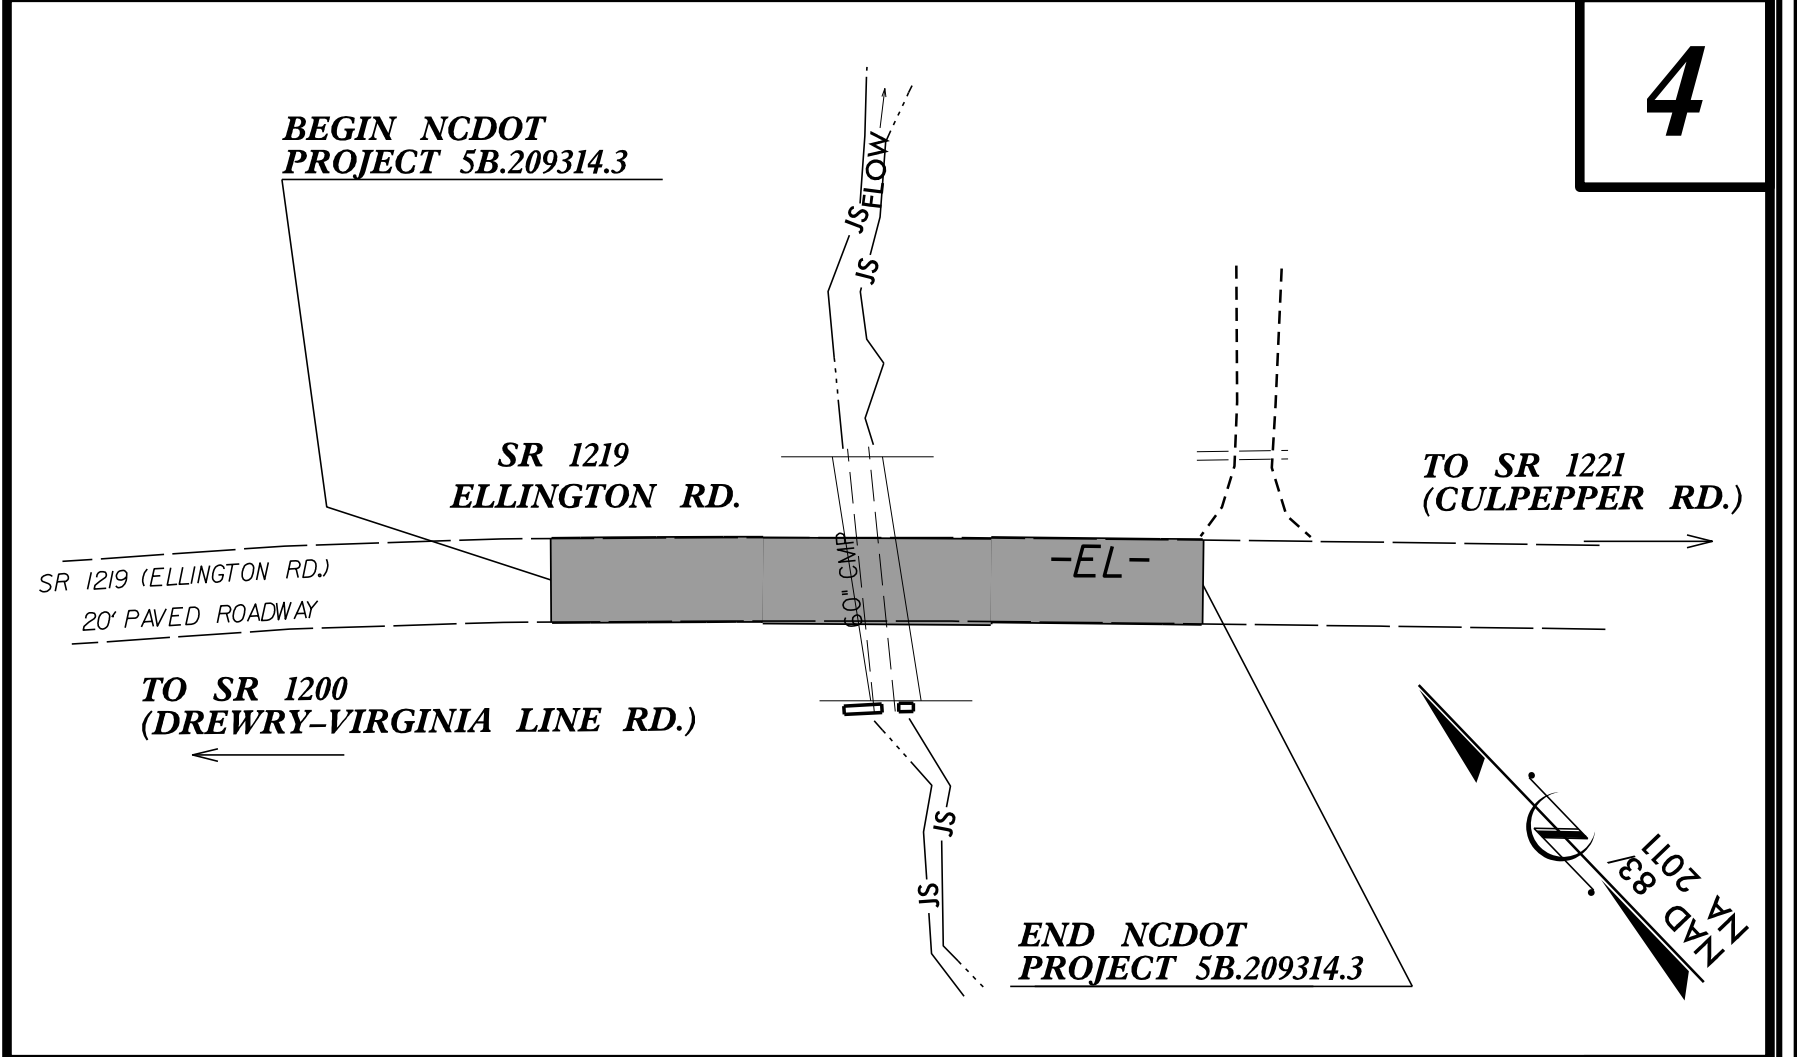 4
BEGIN NCDOT
PROJECT 5B.209314.3
FLOW
JS
JS
SR 1219
ELLINGTON RD.
TO SR 1221
(CULPEPPER RD.)
SR 1219 (ELLINGTON RD.)
20' PAVED ROADWAY
60" CMP
-EL-
TO SR 1200
(DREWRY–VIRGINIA LINE RD.)
JS
JS
NAD 83/
NA 2011
END NCDOT
PROJECT 5B.209314.3